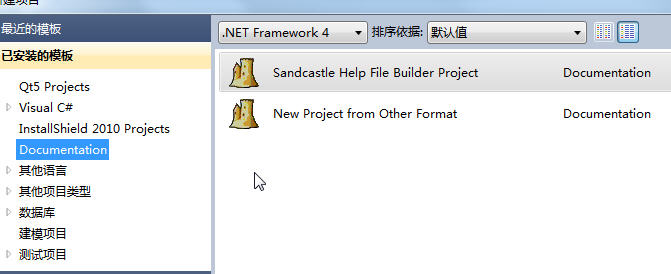 新建项目
最近的模板
.NET Framework 4
排序依据:
默认值
已安装的模板
Qt5 Projects
Visual C#
InstallShield 2010 Projects
Documentation
其他语言
其他项目类型
数据库
建模项目
测试项目
Sandcastle Help File Builder Project
Documentation
New Project from Other Format
Documentation